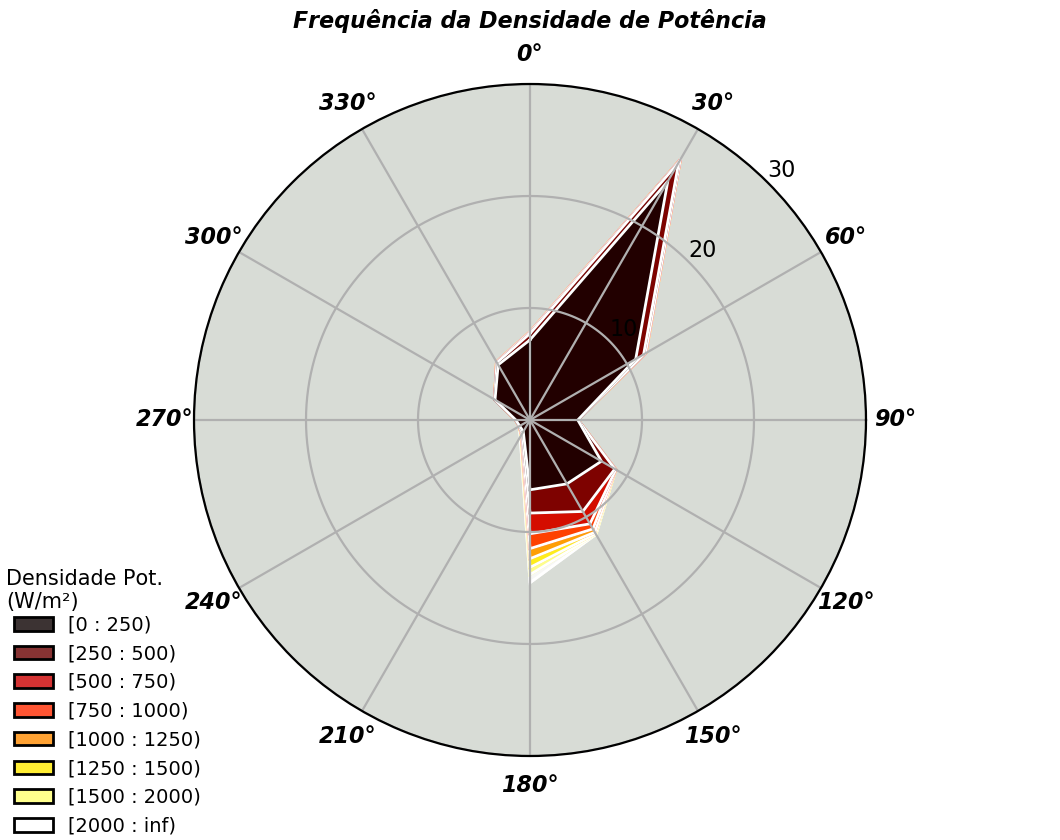 Frequência da Densidade de Potência
0°
330°
30°
30
300°
60°
20
10
270°
90°
240°
120°
210°
150°
180°
Densidade Pot.
(W/m²)
[0 : 250)
[250 : 500)
[500 : 750)
[750 : 1000)
[1000 : 1250)
[1250 : 1500)
[1500 : 2000)
[2000 : inf)